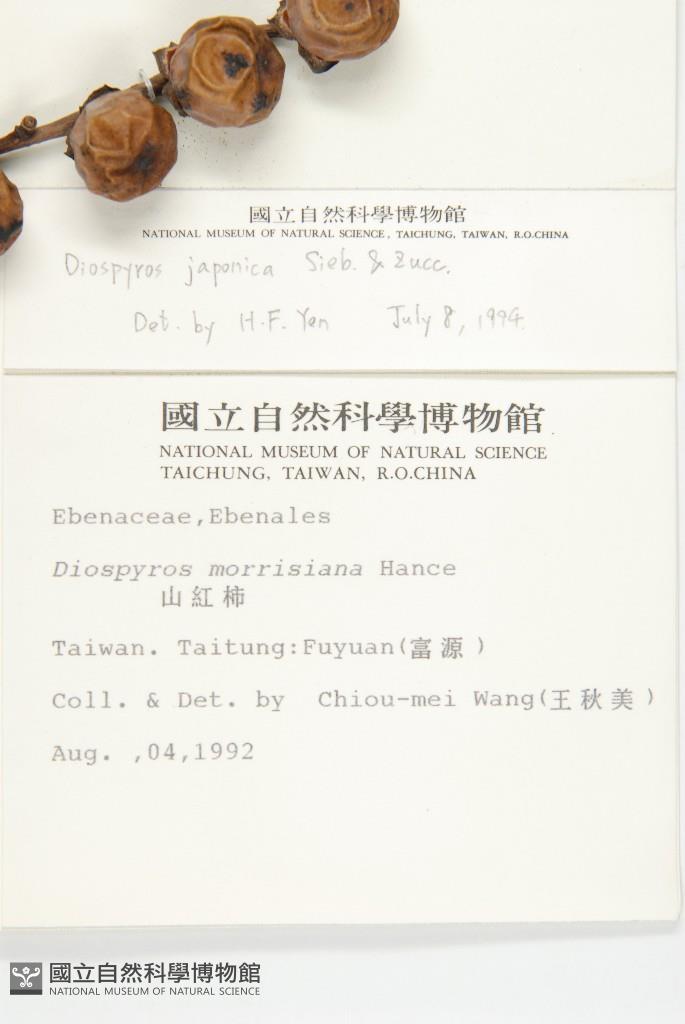 國立自然科學博物館
NATIONAL MUSEUM OF NATURAL SCIENCE, TAICHUNG, TAIWAN, R.O.CHINA
Diospyros japonica Sieb. & Zucc.
Det. by H.F. Yen July 8, 1994.
國立自然科學博物館
NATIONAL MUSEUM OF NATURAL SCIENCE
TAICHUNG, TAIWAN, R.O.CHINA
Ebenaceae,Ebenales
Diospyros morrisiana Hance
山紅柿
Taiwan. Taitung:Fuyuan(富源)
Coll. & Det. by Chiou-mei Wang(王秋美)
Aug. ,04,1992
國立自然科學博物館
NATIONAL MUSEUM OF NATURAL SCIENCE